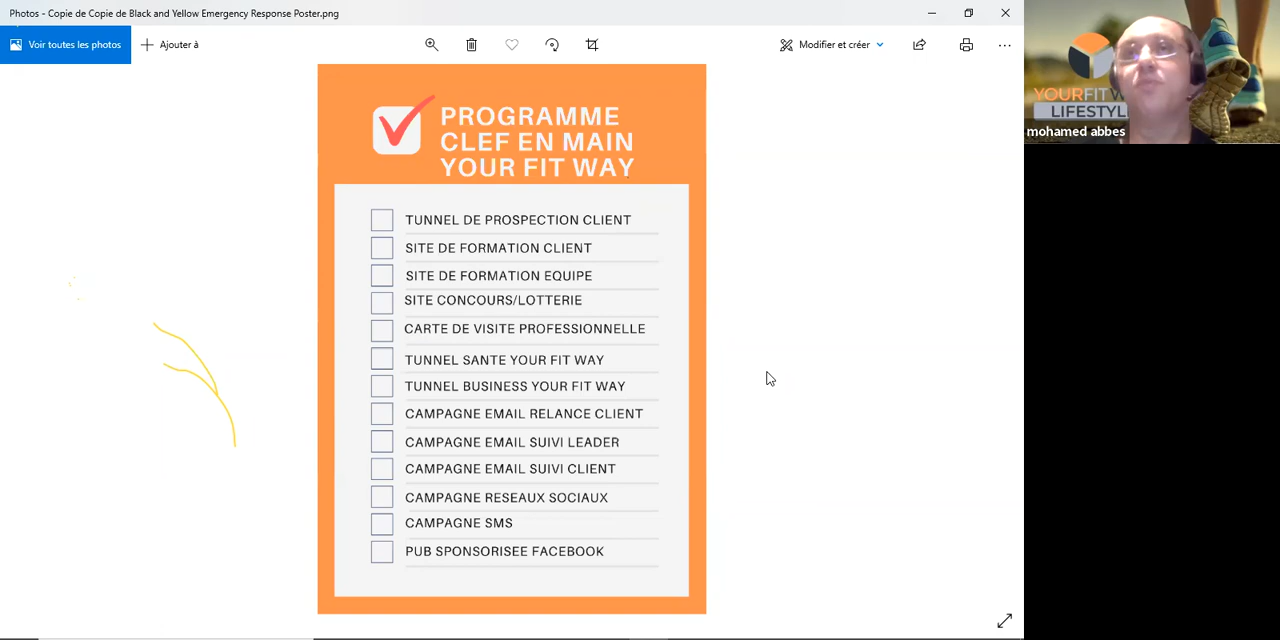 Photos - Copie de Copie de Black and Yellow Emergency Response Poster.png
Voir toutes les photos
Ajouter à
Modifier et créer
PROGRAMME
CLEF EN MAIN
YOUR FIT WAY
TUNNEL DE PROSPECTION CLIENT
SITE DE FORMATION CLIENT
SITE DE FORMATION EQUIPE
SITE CONCOURS/LOTTERIE
CARTE DE VISITE PROFESSIONNELLE
TUNNEL SANTE YOUR FIT WAY
TUNNEL BUSINESS YOUR FIT WAY
CAMPAGNE EMAIL RELANCE CLIENT
CAMPAGNE EMAIL SUIVI LEADER
CAMPAGNE EMAIL SUIVI CLIENT
CAMPAGNE RESEAUX SOCIAUX
CAMPAGNE SMS
PUB SPONSORISEE FACEBOOK
YOURFIT
mohamed abbes